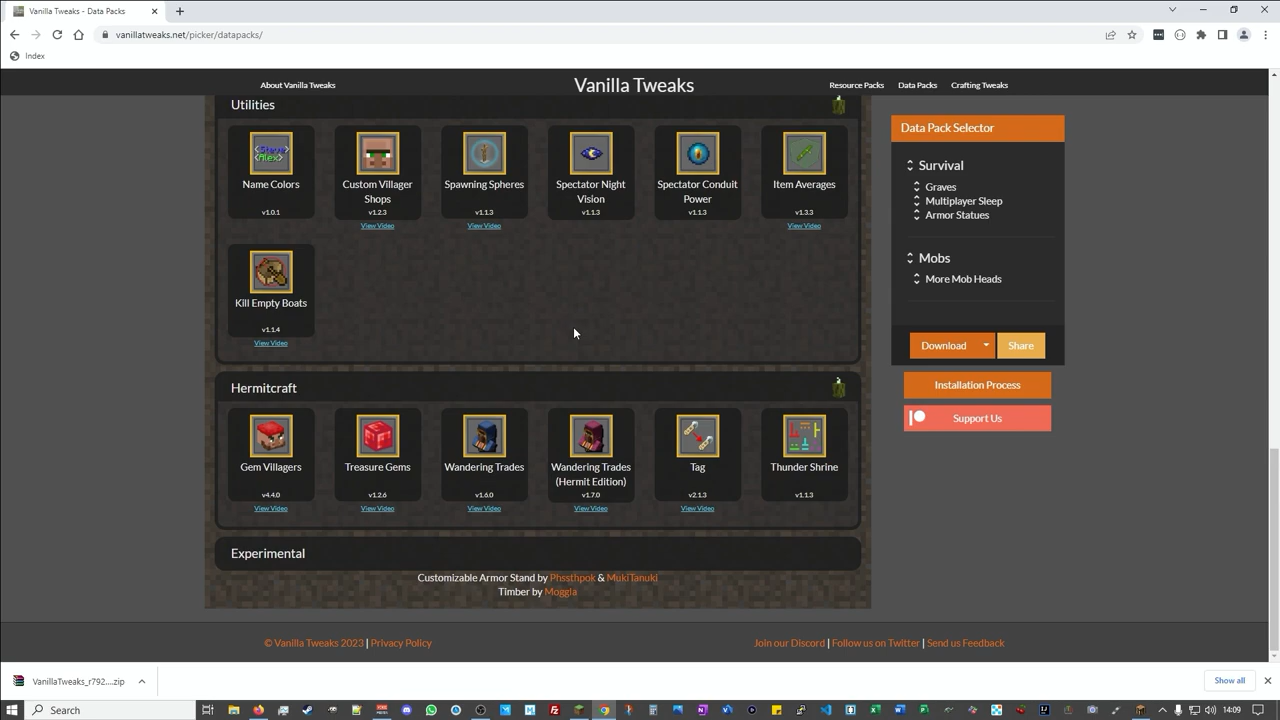 Vanilla Tweaks - Data Packs
vanillatweaks.net/picker/datapacks/
Index
About Vanilla Tweaks
Vanilla Tweaks
Resource Packs
Data Packs
Crafting Tweaks
Utilities
<Steve>
<Alex>
Name Colors
v1.0.1
Custom Villager
Shops
v1.2.3
View Video
Spawning Spheres
v1.1.3
View Video
Spectator Night
Vision
v1.1.3
Spectator Conduit
Power
v1.1.3
Item Averages
v1.3.3
View Video
Kill Empty Boats
v1.1.4
View Video
Hermitcraft
Gem Villagers
v4.4.0
View Video
Treasure Gems
v1.2.6
View Video
Wandering Trades
v1.6.0
View Video
Wandering Trades
(Hermit Edition)
v1.7.0
View Video
Tag
v2.1.3
View Video
Thunder Shrine
v1.1.3
Experimental
Customizable Armor Stand by Phssthpok & MukiTanuki
Timber by Moggla
Data Pack Selector
Survival
Graves
Multiplayer Sleep
Armor Statues
Mobs
More Mob Heads
Download
Share
Installation Process
Support Us
© Vanilla Tweaks 2023 | Privacy Policy
Join our Discord | Follow us on Twitter | Send us Feedback
VanillaTweaks_r792....zip
Show all
Search
14:09